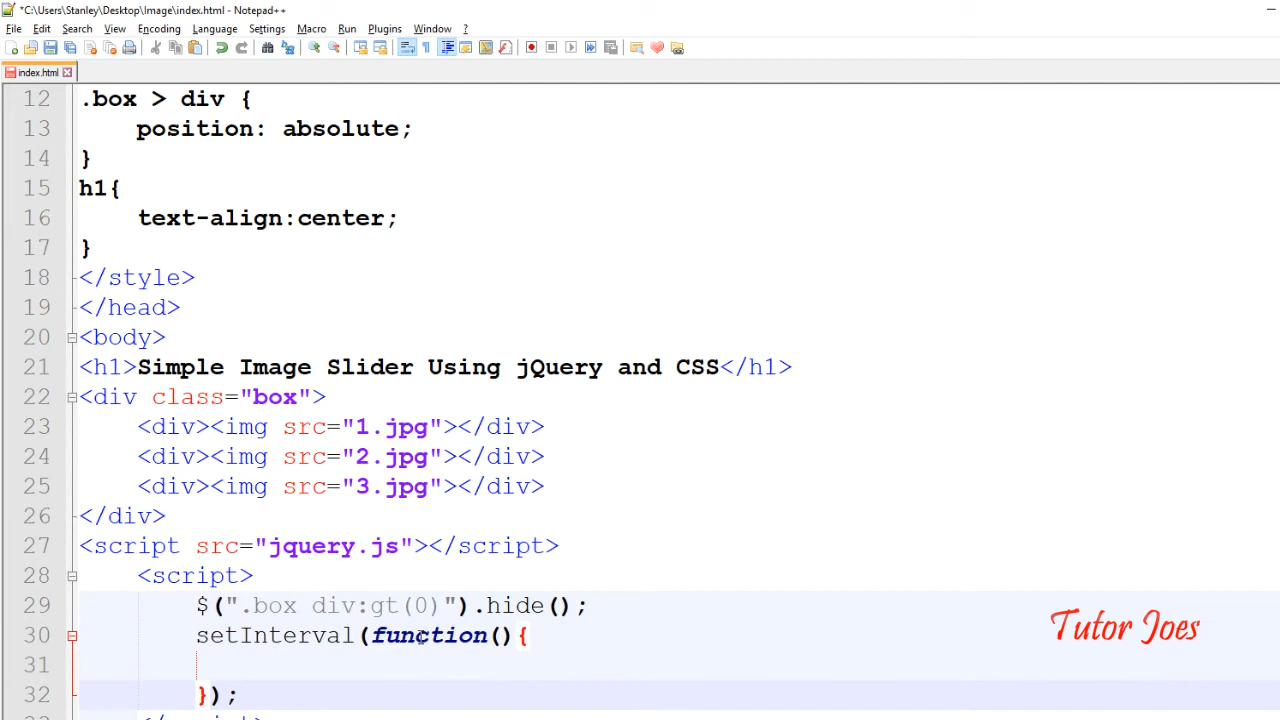 *C:\Users\Stanley\Desktop\Image\index.html - Notepad++
File Edit Search View Encoding Language Settings Macro Run Plugins Window ?
index.html
12 .box > div {
13 position: absolute;
14 }
15 h1{
16 text-align:center;
17 }
18 </style>
19 </head>
20 <body>
21 <h1>Simple Image Slider Using jQuery and CSS</h1>
22 <div class="box">
23 <div><img src="1.jpg"></div>
24 <div><img src="2.jpg"></div>
25 <div><img src="3.jpg"></div>
26 </div>
27 <script src="jquery.js"></script>
28 <script>
29 $(".box div:gt(0)").hide();
30 setInterval(function(){
Tutor Joes
31
32 });